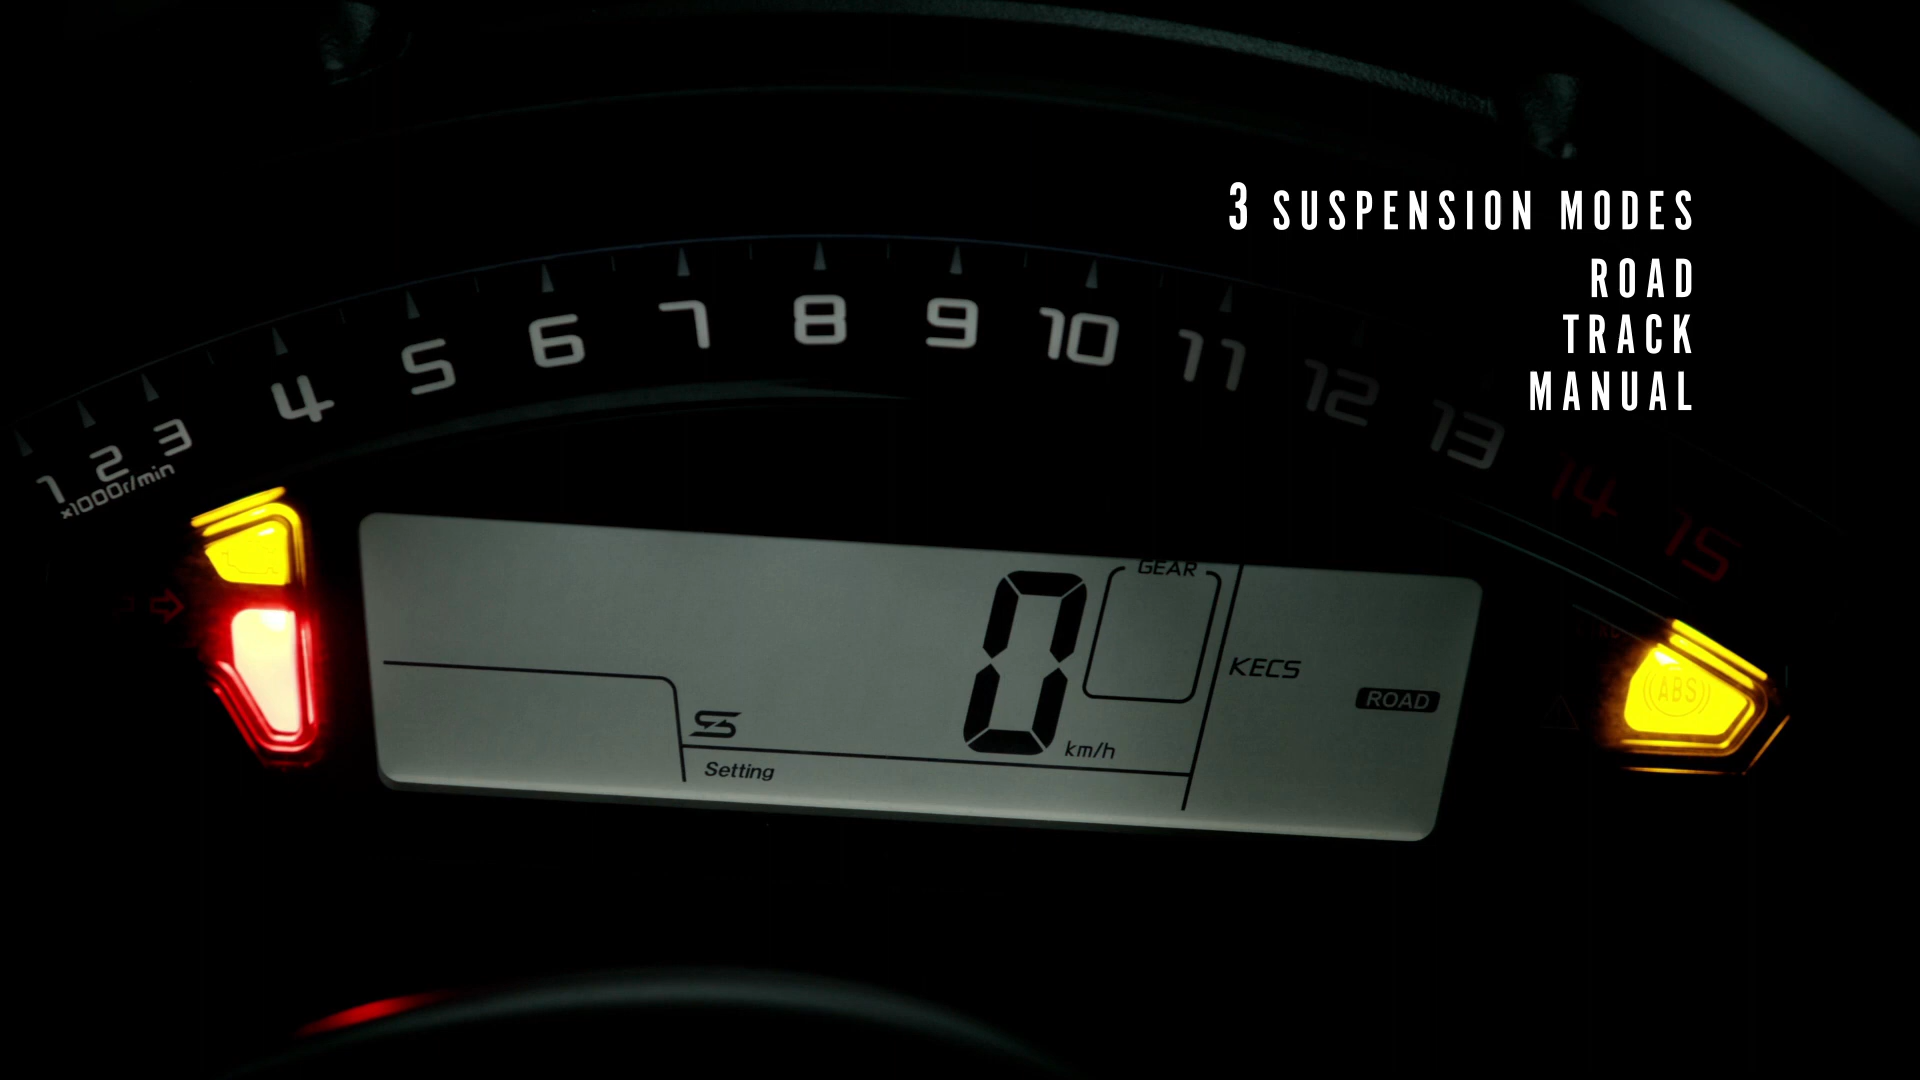 3 SUSPENSION MODES
ROAD
TRACK
MANUAL
1 2 3 4 5 6 7 8 9 10 11 12 13 14 15
×1000r/min
GEAR
0
km/h
KECS
ROAD
Setting
ABS